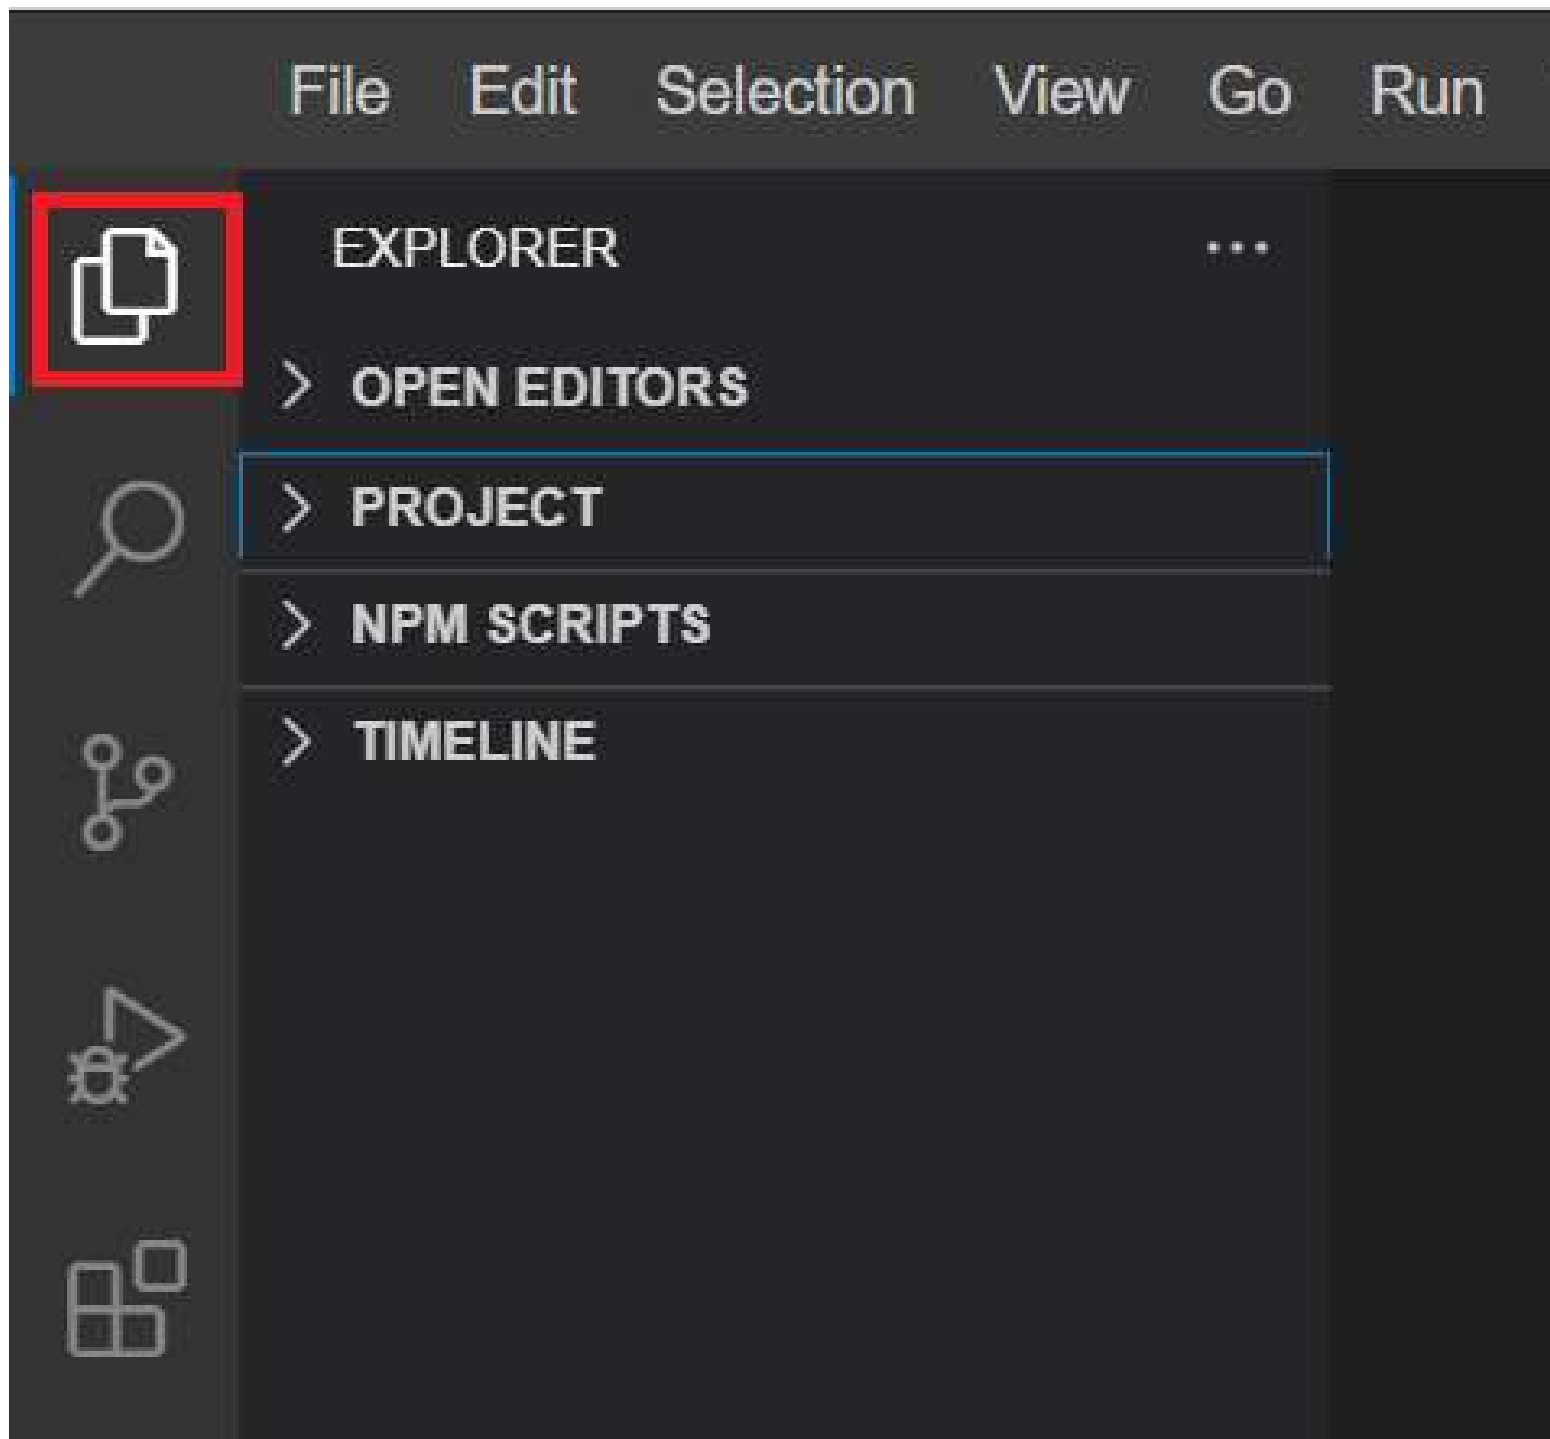 File Edit Selection View Go Run
EXPLORER ...
OPEN EDITORS
PROJECT
NPM SCRIPTS
TIMELINE